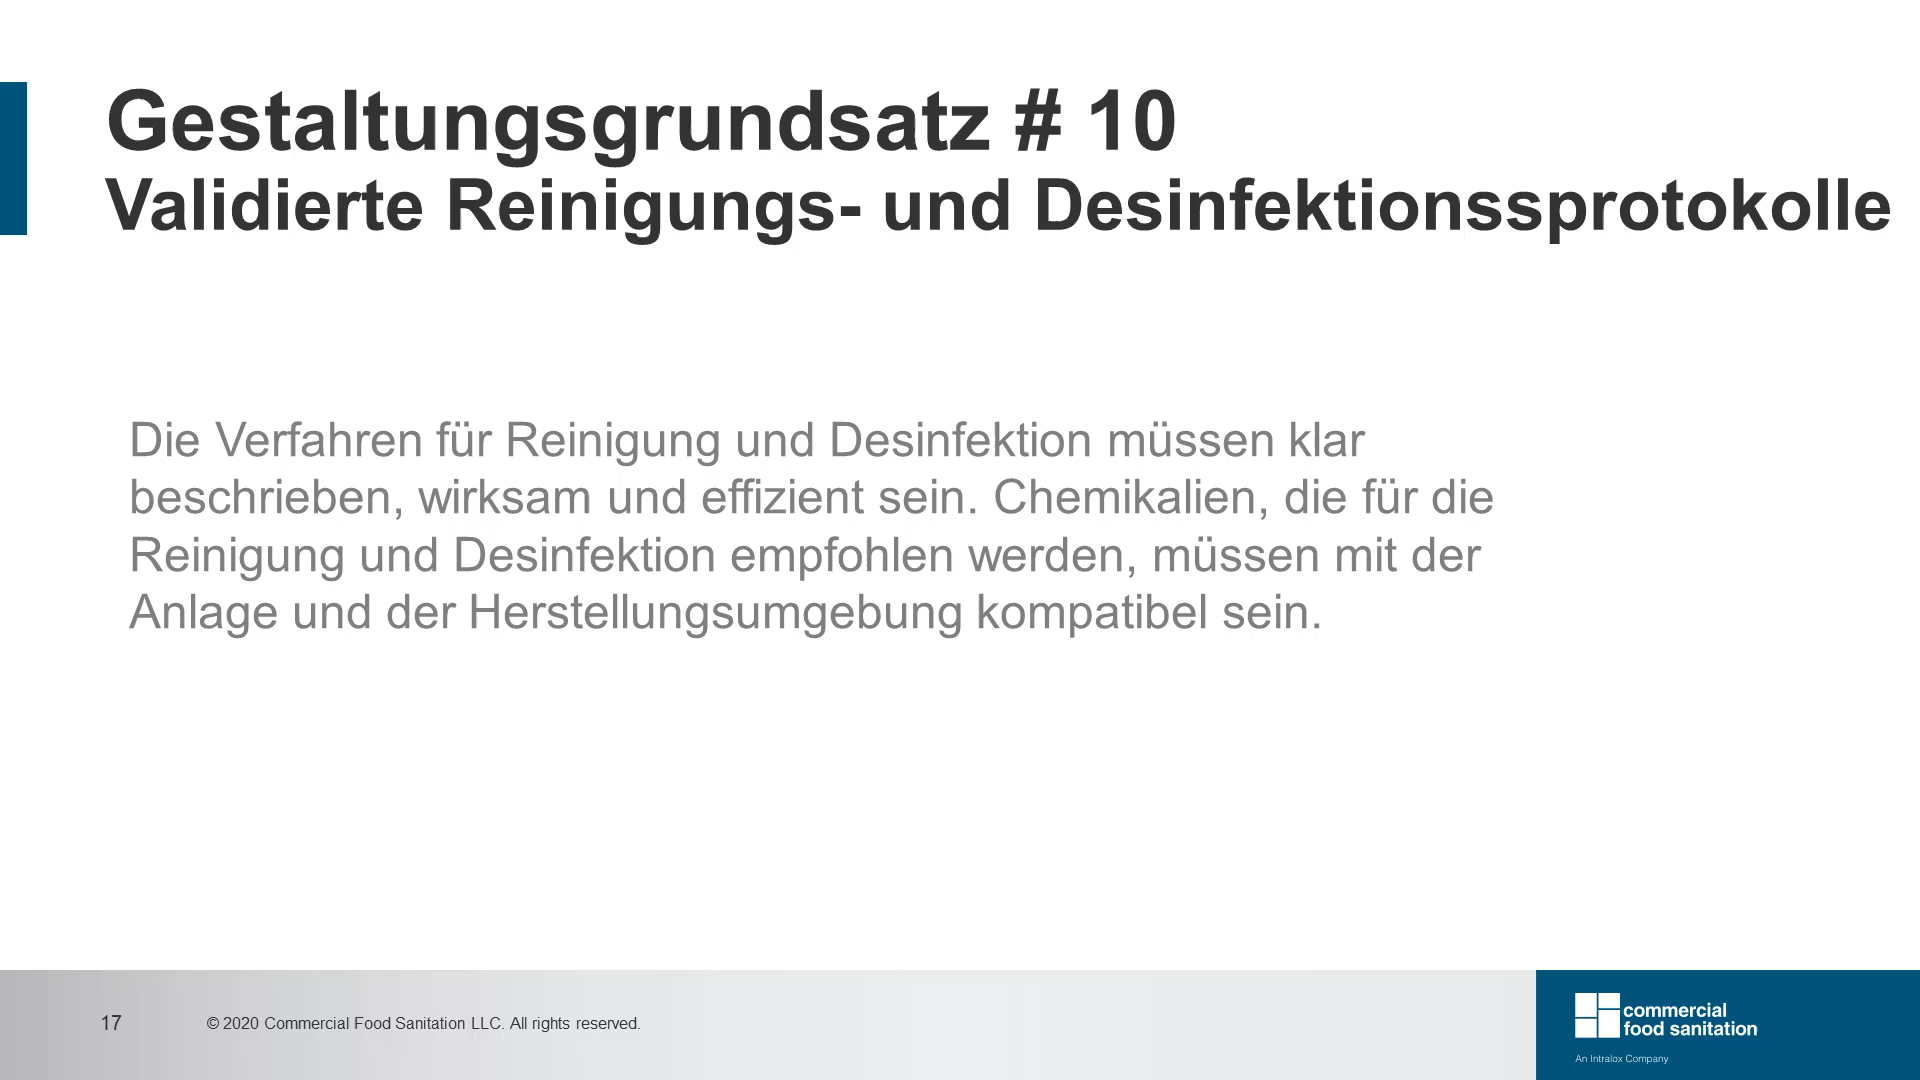 Gestaltungsgrundsatz # 10
Validierte Reinigungs- und Desinfektionssprotokolle
Die Verfahren für Reinigung und Desinfektion müssen klar
beschrieben, wirksam und effizient sein. Chemikalien, die für die
Reinigung und Desinfektion empfohlen werden, müssen mit der
Anlage und der Herstellungsumgebung kompatibel sein.
17
© 2020 Commercial Food Sanitation LLC. All rights reserved.
commercial
food sanitation
An Intralox Company